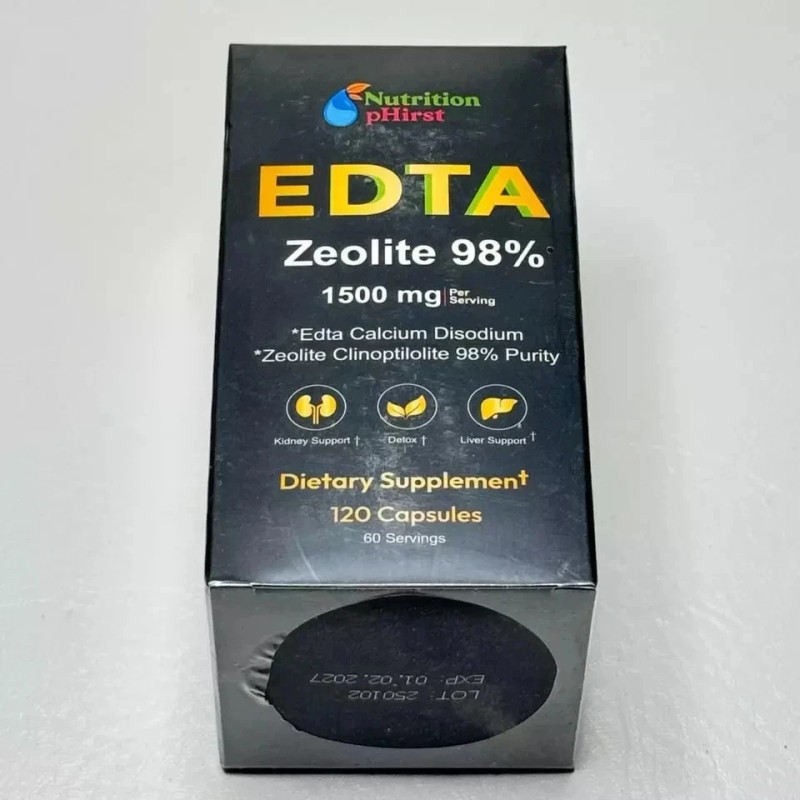 Nutrition
pHirst
EDTA
Zeolite 98%
1500 mg Per Serving
*Edta Calcium Disodium
*Zeolite Clinoptilolite 98% Purity
Kidney Support † Detox † Liver Support †
Dietary Supplement†
120 Capsules
60 Servings
LOT: 250102
EXP: 01.02.2027